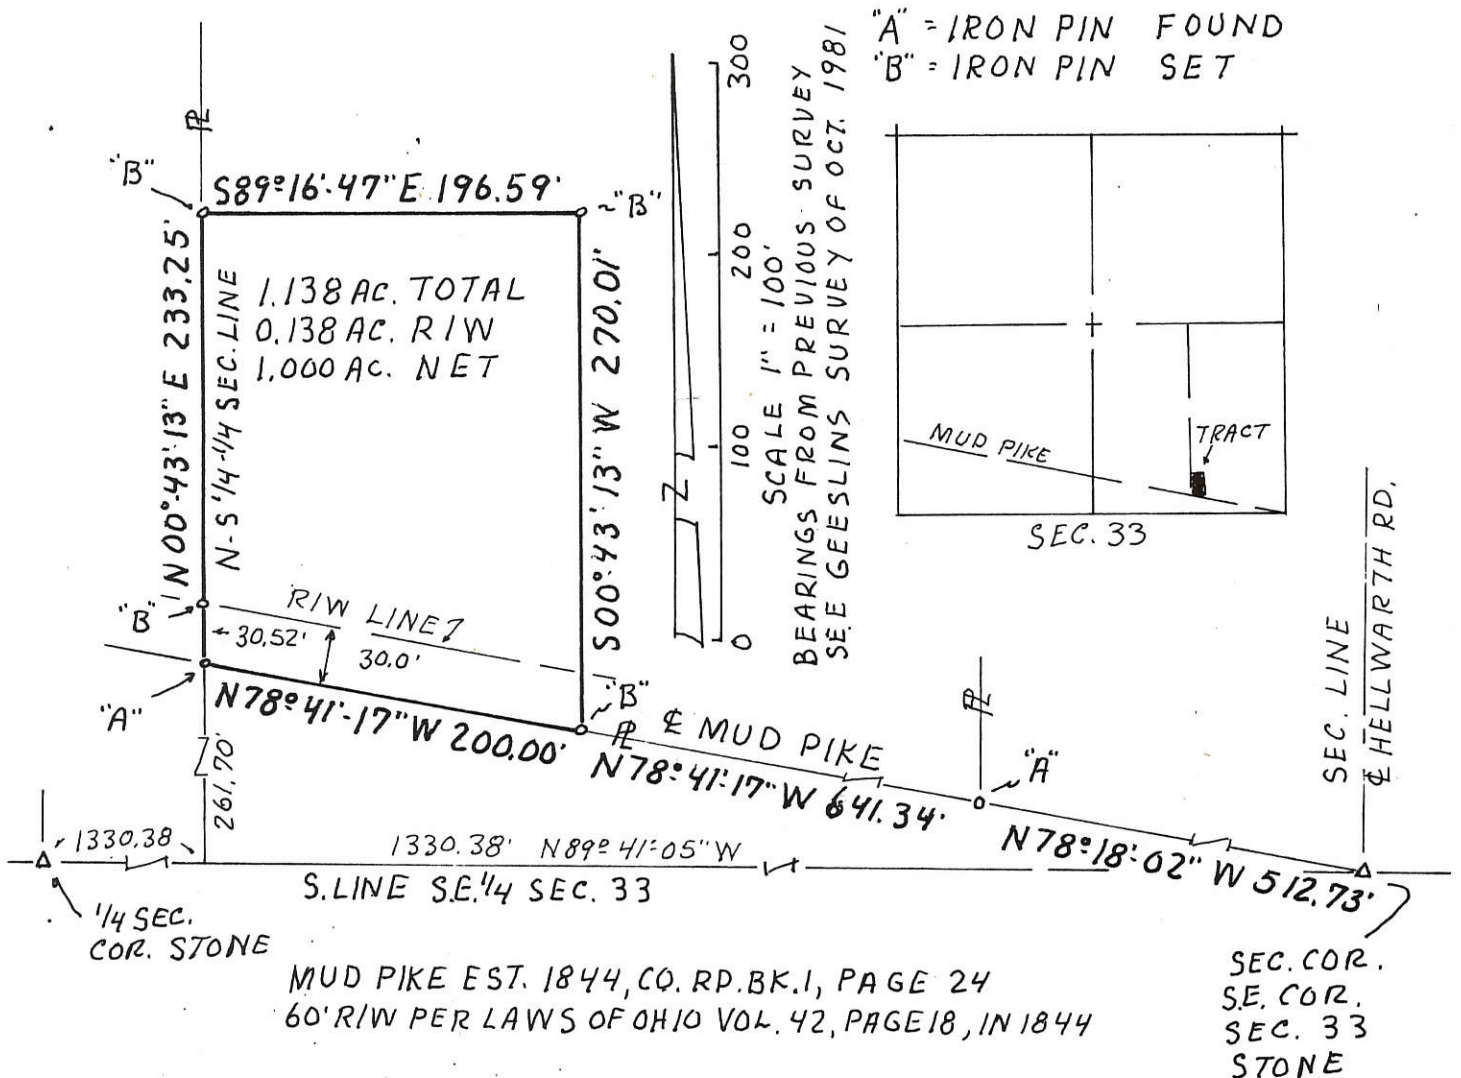 "A" = IRON PIN FOUND
"B" = IRON PIN SET
PL
"B"
S89°16'47"E 196.59'
"B"
N00°43'13"E 233.25'
N-S 1/4-1/4 SEC. LINE
1.138 AC. TOTAL
0.138 AC. R/W
1.000 AC. NET
S00°43'13"W 270.01'
N
0 100 200 300
SCALE 1" = 100'
BEARINGS FROM PREVIOUS SURVEY
SEE GEESLINS SURVEY OF OCT. 1981
MUD PIKE
TRACT
SEC. 33
"B"
30.52'
R/W LINE
30.0'
"A"
N78°41'-17"W 200.00'
"B"
PL
℄ MUD PIKE
N78°41'17"W 641.34'
PL
"A"
N78°18'02" W 512.73'
SEC. LINE
℄ HELLWARTH RD.
261.70'
1330.38
1330.38' N89°41'05"W
S. LINE S.E. 1/4 SEC. 33
1/4 SEC.
COR. STONE
SEC. COR.
S.E. COR.
SEC. 33
STONE
MUD PIKE EST. 1844, CO. RD. BK. 1, PAGE 24
60' R/W PER LAWS OF OHIO VOL. 42, PAGE 18, IN 1844